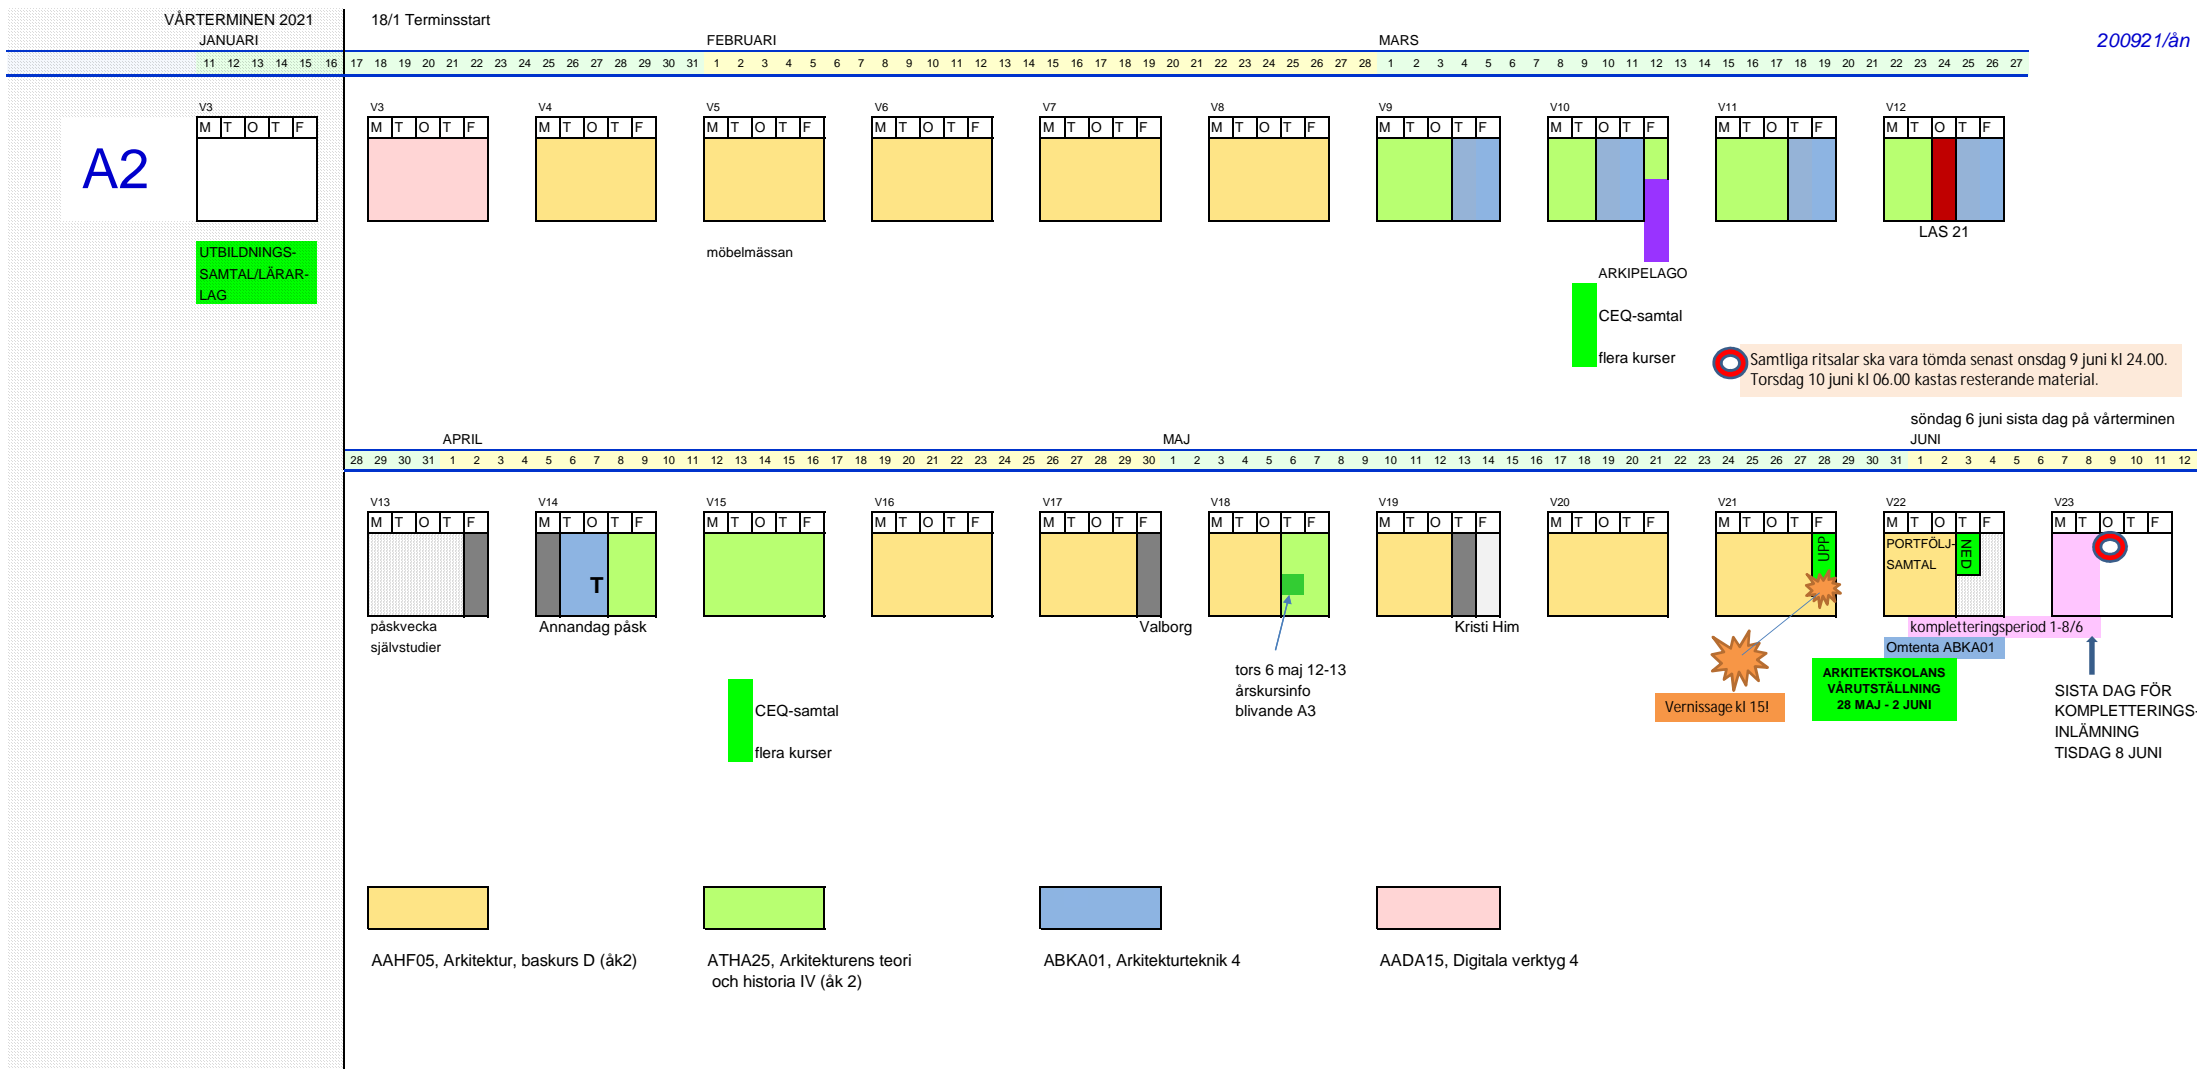 VÅRTERMINEN 2021
18/1 Terminsstart
JANUARI
FEBRUARI
MARS
200921/ån
11 12 13 14 15 16 17 18 19 20 21 22 23 24 25 26 27 28 29 30 31 1 2 3 4 5 6 7 8 9 10 11 12 13 14 15 16 17 18 19 20 21 22 23 24 25 26 27 28 1 2 3 4 5 6 7 8 9 10 11 12 13 14 15 16 17 18 19 20 21 22 23 24 25 26 27
V3 V3 V4 V5 V6 V7 V8 V9 V10 V11 V12
M T O T F M T O T F M T O T F M T O T F M T O T F M T O T F M T O T F M T O T F M T O T F M T O T F M T O T F
A2
LAS 21
UTBILDNINGS-
SAMTAL/LÄRAR-
LAG
möbelmässan
ARKIPELAGO
CEQ-samtal
flera kurser
Samtliga ritsalar ska vara tömda senast onsdag 9 juni kl 24.00.
Torsdag 10 juni kl 06.00 kastas resterande material.
söndag 6 juni sista dag på vårterminen
APRIL
MAJ
JUNI
28 29 30 31 1 2 3 4 5 6 7 8 9 10 11 12 13 14 15 16 17 18 19 20 21 22 23 24 25 26 27 28 29 30 1 2 3 4 5 6 7 8 9 10 11 12 13 14 15 16 17 18 19 20 21 22 23 24 25 26 27 28 29 30 31 1 2 3 4 5 6 7 8 9 10 11 12
V13 V14 V15 V16 V17 V18 V19 V20 V21 V22 V23
M T O T F M T O T F M T O T F M T O T F M T O T F M T O T F M T O T F M T O T F M T O T F M T O T F M T O T F
T
UPP
PORTFÖLJ-
SAMTAL
NED
påskvecka
självstudier
Annandag påsk
Valborg
Kristi Him
kompletteringsperiod 1-8/6
Omtenta ABKA01
tors 6 maj 12-13
årskursinfo
blivande A3
Vernissage kl 15!
ARKITEKTSKOLANS
VÅRUTSTÄLLNING
28 MAJ - 2 JUNI
SISTA DAG FÖR
KOMPLETTERINGS-
INLÄMNING
TISDAG 8 JUNI
CEQ-samtal
flera kurser
AAHF05, Arkitektur, baskurs D (åk2)
ATHA25, Arkitekturens teori
och historia IV (åk 2)
ABKA01, Arkitekturteknik 4
AADA15, Digitala verktyg 4